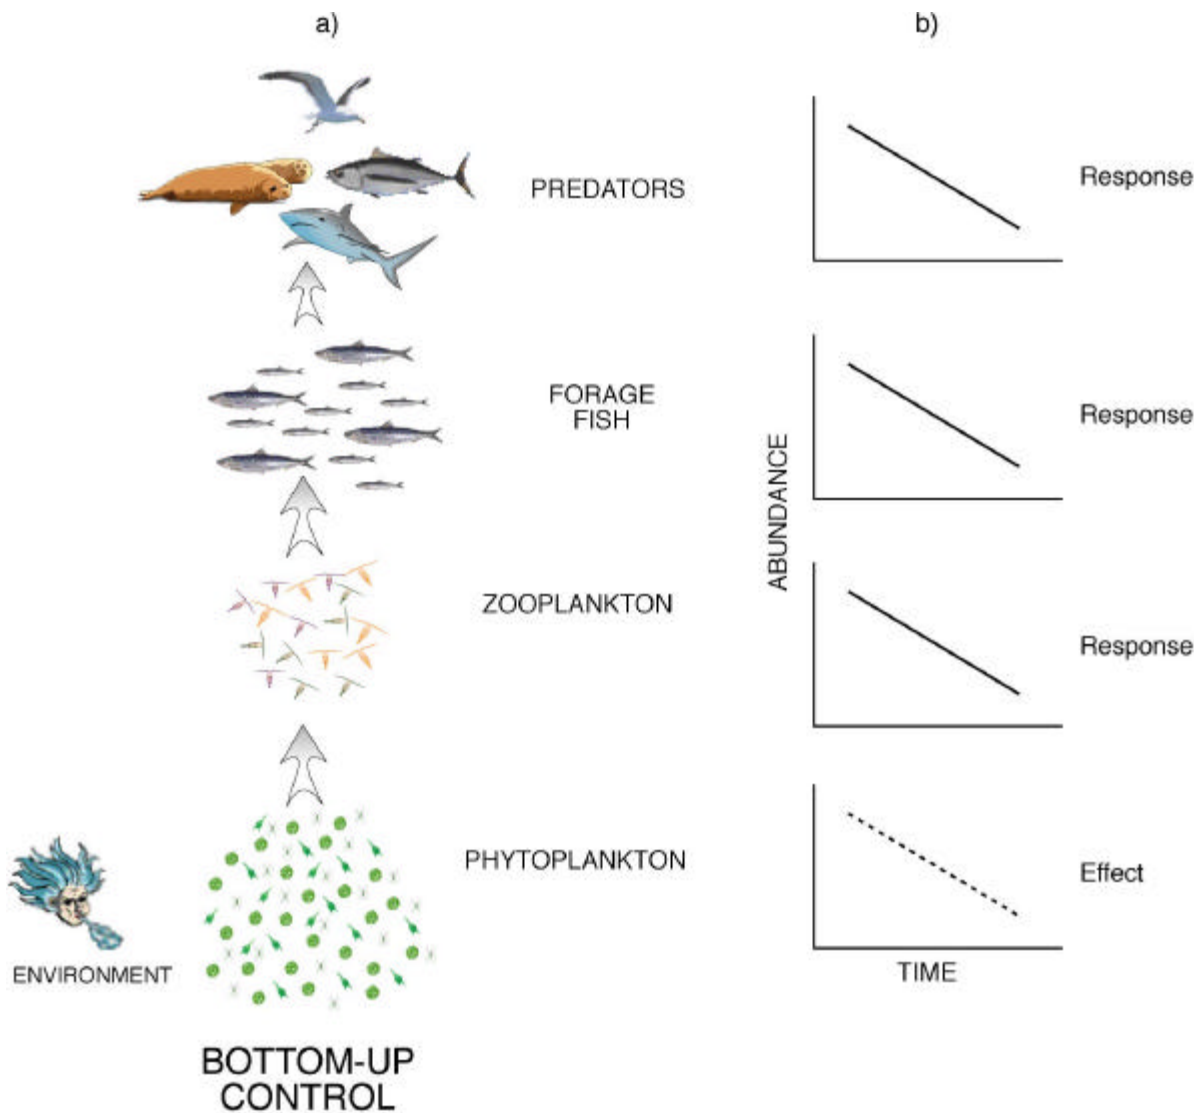 a)
b)
PREDATORS
Response
FORAGE
FISH
Response
ABUNDANCE
ZOOPLANKTON
Response
PHYTOPLANKTON
Effect
ENVIRONMENT
TIME
BOTTOM-UP
CONTROL